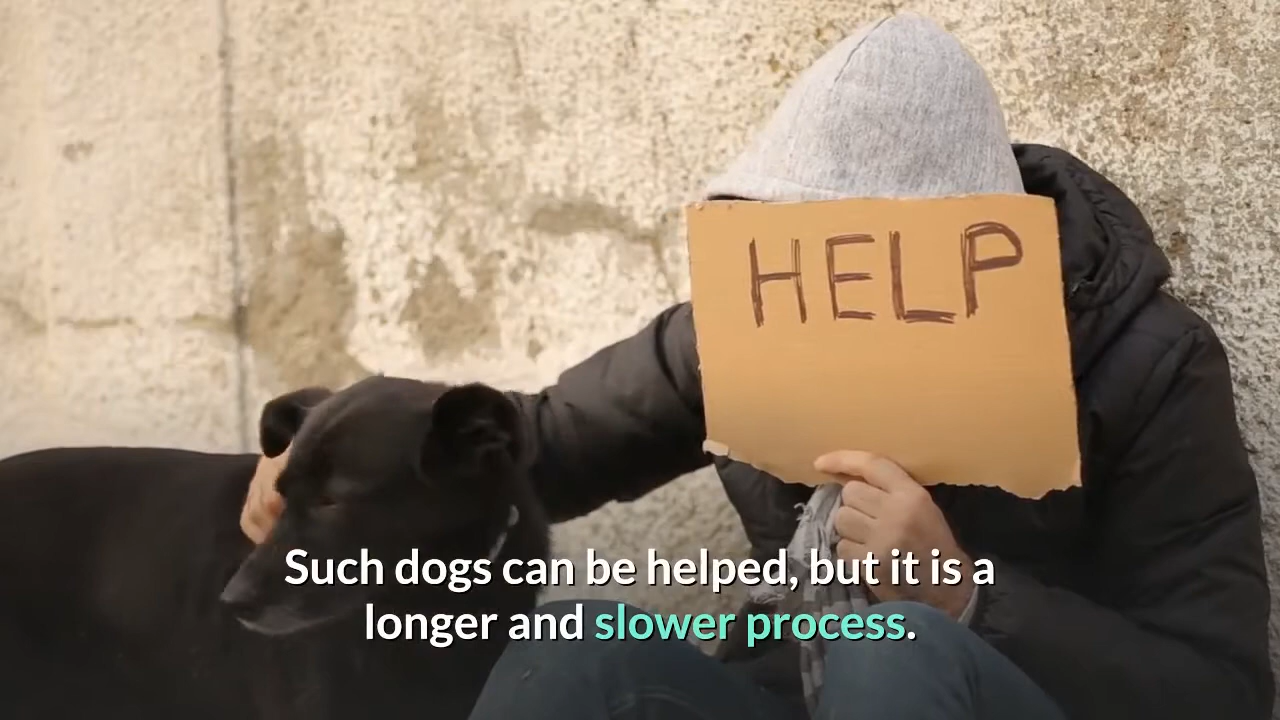 HELP
Such dogs can be helped, but it is a
longer and slower process.